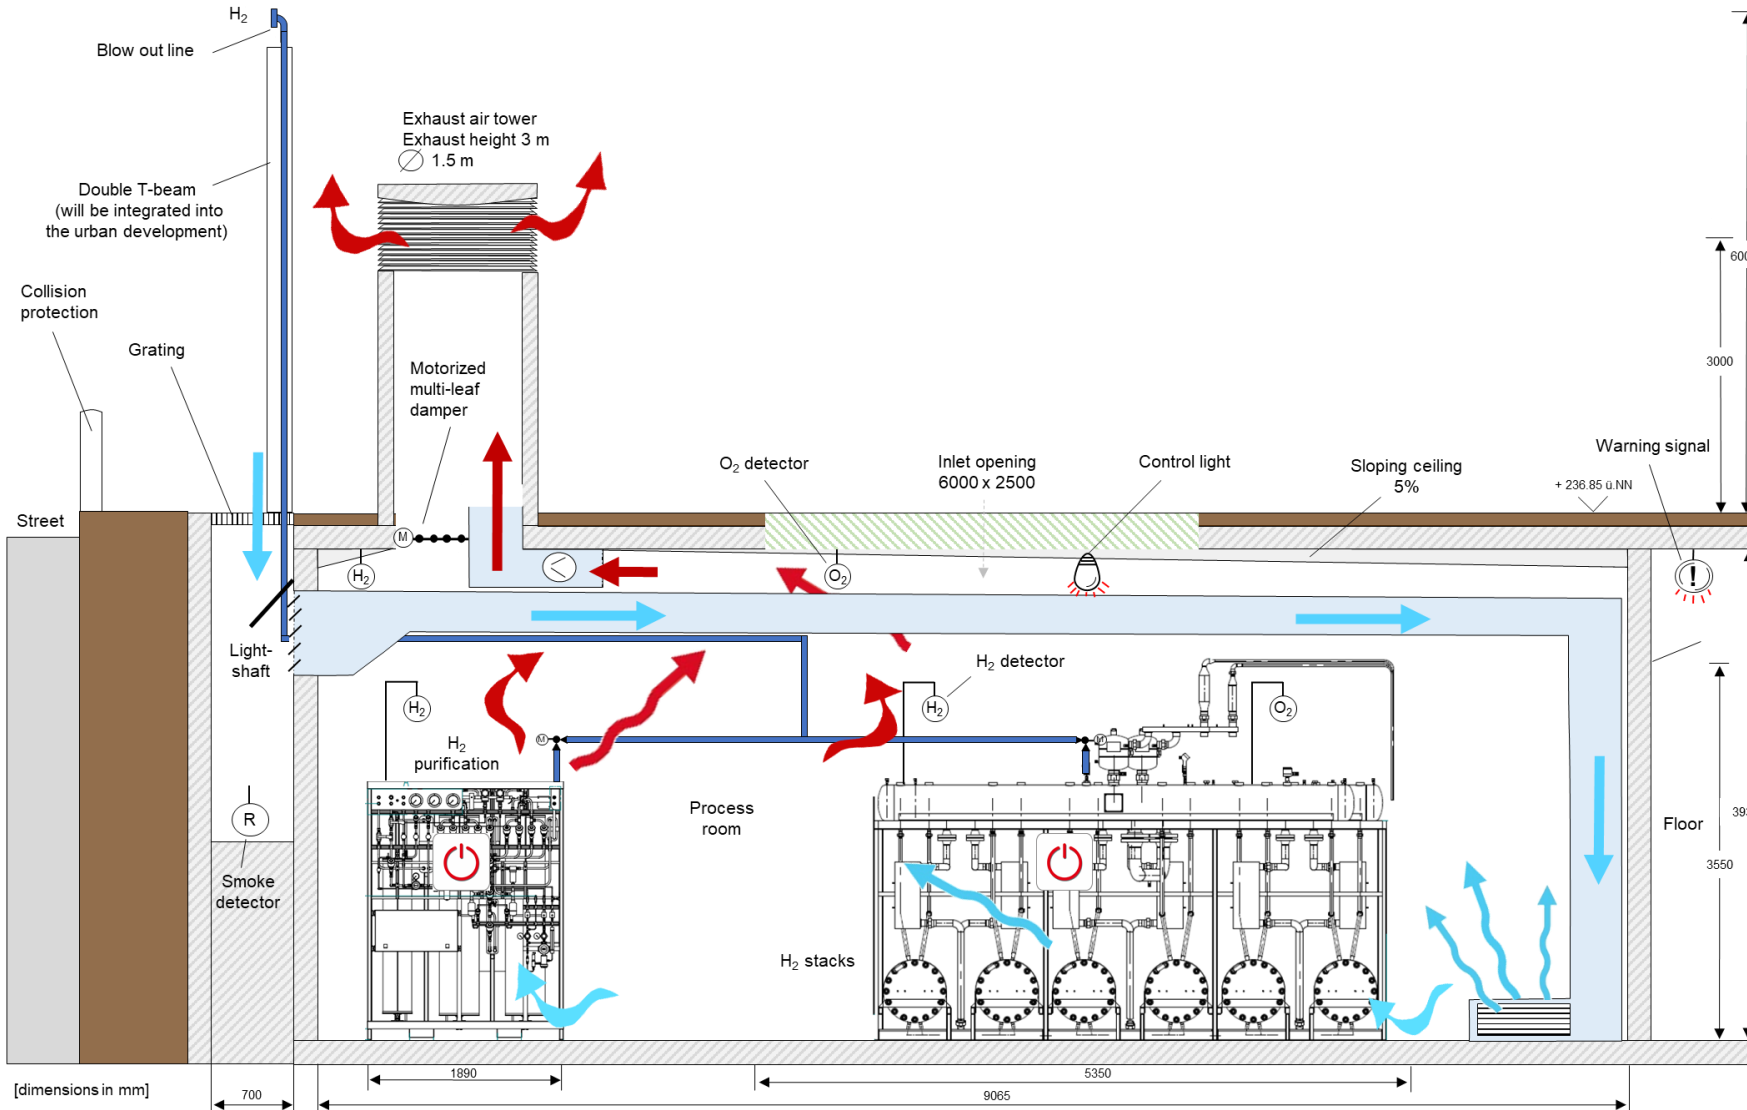 H₂
Blow out line
Exhaust air tower
Exhaust height 3 m
1.5 m
Double T-beam
(will be integrated into
the urban development)
Collision
protection
Grating
Motorized
multi-leaf
damper
3000
O₂ detector
Inlet opening
6000 x 2500
Control light
Sloping ceiling
5%
Warning signal
+ 236.85 ü.NN
Street
M
H₂
O₂
!
Light-
shaft
H₂ detector
H₂
H₂
O₂
M
M
H₂
purification
Process
room
R
Smoke
detector
Floor
3550
H₂ stacks
[dimensions in mm]
700
1890
5350
9065